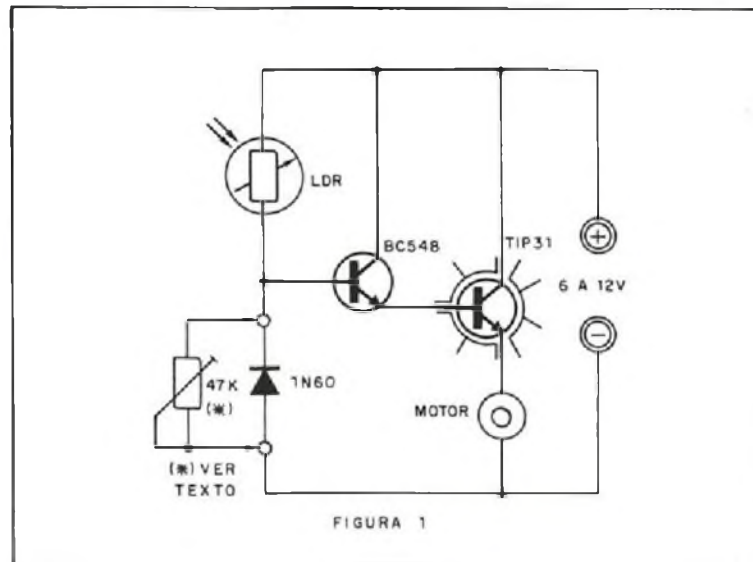 LDR
BC548
TIP31
+
6 A 12V
-
47K
(*)
1N60
MOTOR
(*) VER
TEXTO
FIGURA 1